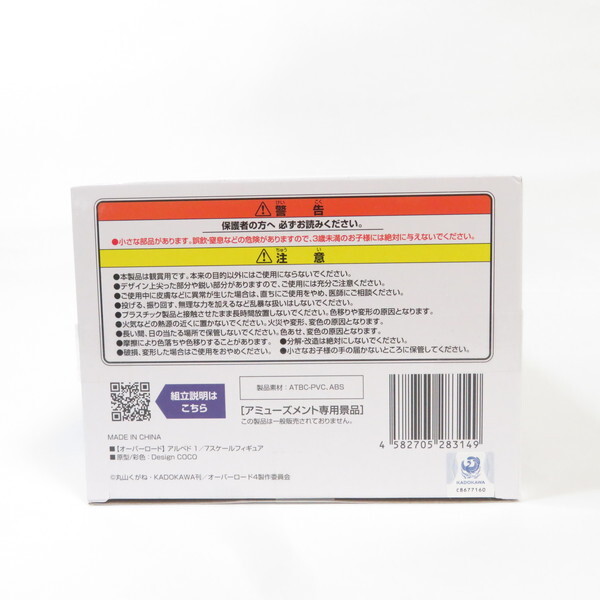 警告
保護者の方へ 必ずお読みください。
●小さな部品があります。誤飲・窒息などの危険がありますので、3歳未満のお子様には絶対に与えないでください。
注意
●本製品は観賞用です。本来の目的以外にはご使用にならないでください。
●デザイン上尖った部分や鋭い部分がありますので、ご使用には充分ご注意ください。
●ご使用中に皮膚などに異常が生じた場合は、直ちにご使用をやめ、医師にご相談ください。
●投げる、振り回す、無理な力を加えるなど乱暴な扱いはしないでください。
●プラスチック製品と接触させたまま長時間放置しないでください。色移りや変形の原因となります。
●火気などの熱源の近くに置かないでください。火災や変形、変色の原因となります。
●長い間、日の当たる場所で保管しないでください。色あせ、変色の原因となります。
●摩擦により色落ちや色移りすることがあります。 ●分解・改造は絶対にしないでください。
●破損、変形した場合はご使用をおやめください。 ●小さなお子様の手の届かないところに保管してください。
組立説明は
こちら
製品素材:ATBC-PVC、ABS
[アミューズメント専用景品]
この製品は一般販売されておりません。
MADE IN CHINA
■【オーバーロード】アルベド 1/7スケールフィギュア
■原型/彩色:Design COCO
©丸山くがね・KADOKAWA刊/オーバーロード4製作委員会
4 582705 283149
KADOKAWA
CB677160